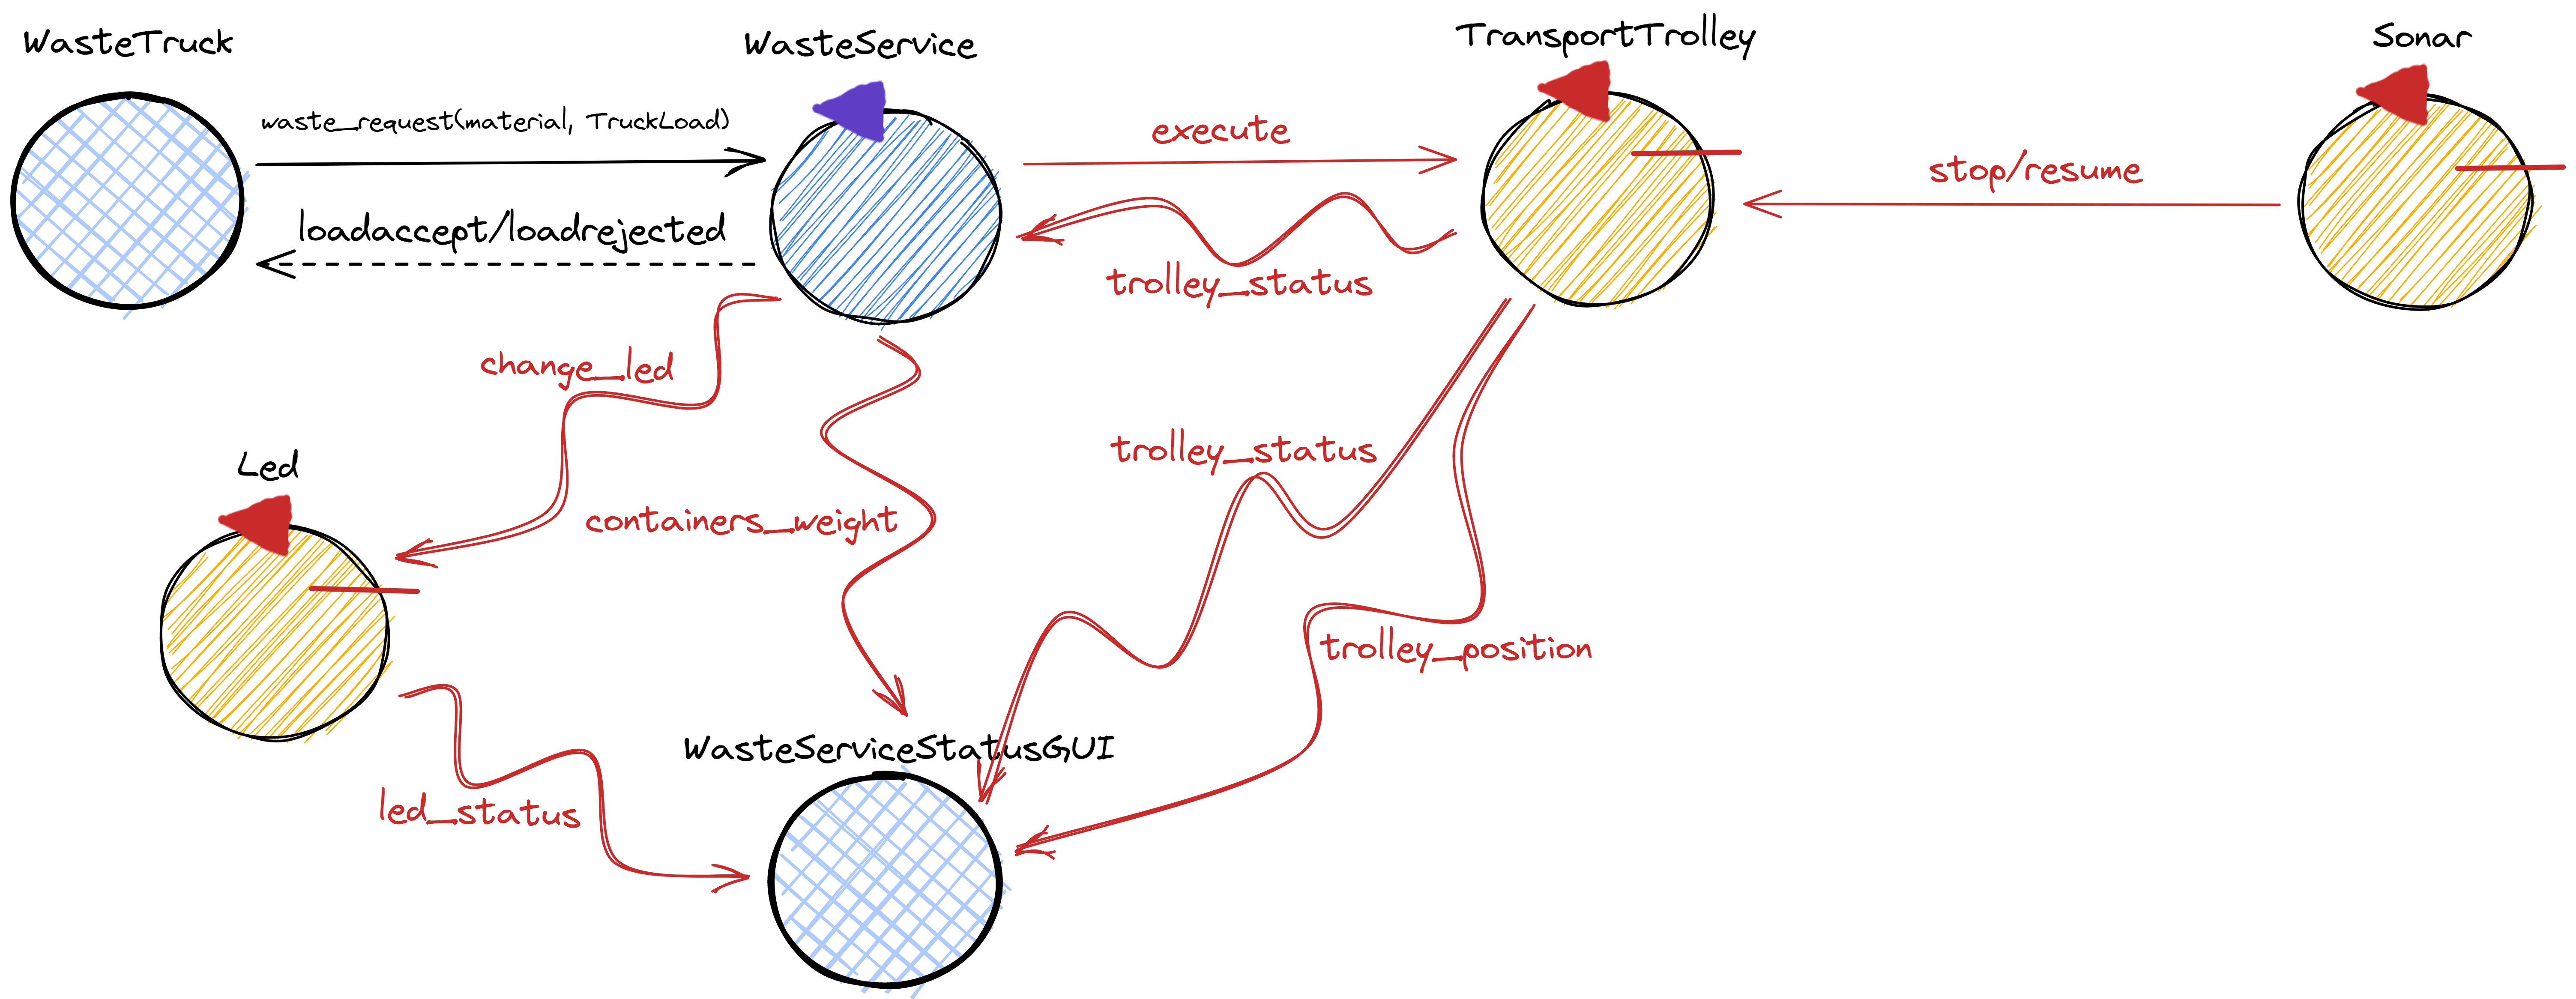 WasteTruck
WasteService
TransportTrolley
Sonar
waste_request(material, TruckLoad)
execute
stop/resume
loadaccept/loadrejected
trolley_status
change_led
trolley_status
Led
containers_weight
trolley_position
WasteServiceStatusGUI
led_status